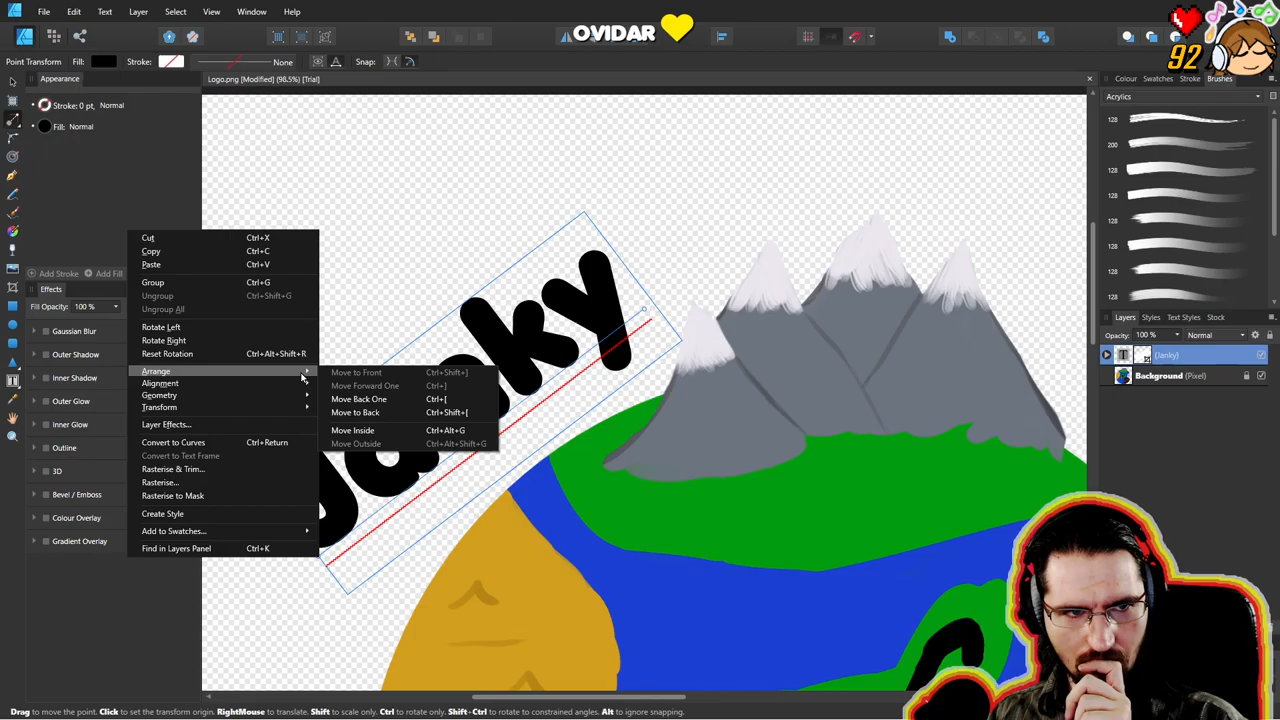 File Edit Text Layer Select View Window Help
OVIDAR
92
Point Transform Fill: Stroke: None Snap:
Appearance
Logo.png [Modified] (98.5%) [Trial]
Colour Swatches Stroke Brushes
Stroke: 0 pt, Normal
Fill: Normal
Acrylics
128
200
128
128
128
128
128
Add Stroke Add Fill
Effects
Fill Opacity: 100 %
Gaussian Blur
Outer Shadow
Inner Shadow
Outer Glow
Inner Glow
Outline
3D
Bevel / Emboss
Colour Overlay
Gradient Overlay
Cut Ctrl+X
Copy Ctrl+C
Paste Ctrl+V
Group Ctrl+G
Ungroup Ctrl+Shift+G
Ungroup All
Rotate Left
Rotate Right
Reset Rotation Ctrl+Alt+Shift+R
Arrange
Alignment
Geometry
Transform
Layer Effects...
Convert to Curves Ctrl+Return
Convert to Text Frame
Rasterise & Trim...
Rasterise...
Rasterise to Mask
Create Style
Add to Swatches...
Find in Layers Panel Ctrl+K
Move to Front Ctrl+Shift+]
Move Forward One Ctrl+]
Move Back One Ctrl+[
Move to Back Ctrl+Shift+[
Move Inside Ctrl+Alt+G
Move Outside Ctrl+Alt+Shift+G
Janky
Layers Styles Text Styles Stock
Opacity: 100 % Normal
(Janky)
Background (Pixel)
Drag to move the point. Click to set the transform origin. RightMouse to translate. Shift to scale only. Ctrl to rotate only. Shift+Ctrl to rotate to constrained angles. Alt to ignore snapping.